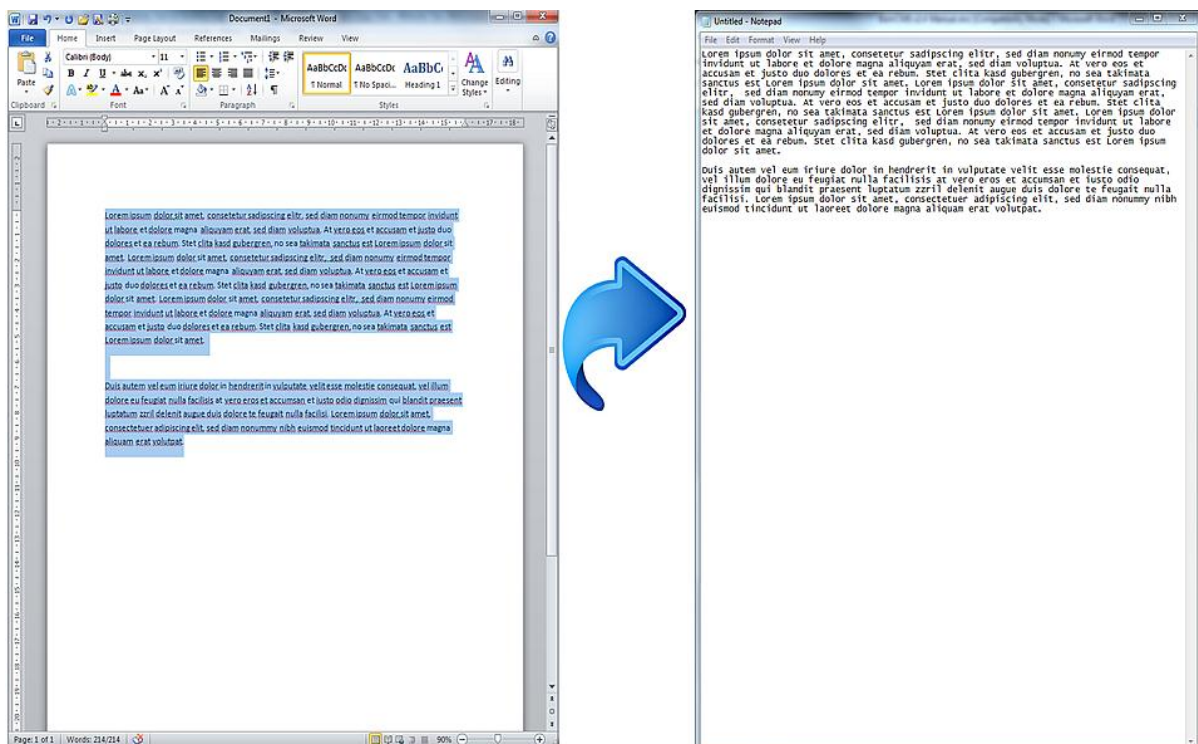 Document1 - Microsoft Word
File Home Insert Page Layout References Mailings Review View
Calibri (Body) 11
Paste
B I U abc x, x²
AaBbCcDc AaBbCcDc AaBbC
¶ Normal ¶ No Spaci... Heading 1
Change Styles
Editing
Clipboard Font Paragraph Styles
Lorem ipsum dolor sit amet, consetetur sadipscing elitr, sed diam nonumy eirmod tempor invidunt
ut labore et dolore magna aliquyam erat, sed diam voluptua. At vero eos et accusam et justo duo
dolores et ea rebum. Stet clita kasd gubergren, no sea takimata sanctus est Lorem ipsum dolor sit
amet. Lorem ipsum dolor sit amet, consetetur sadipscing elitr, sed diam nonumy eirmod tempor
invidunt ut labore et dolore magna aliquyam erat, sed diam voluptua. At vero eos et accusam et
justo duo dolores et ea rebum. Stet clita kasd gubergren, no sea takimata sanctus est Lorem ipsum
dolor sit amet. Lorem ipsum dolor sit amet, consetetur sadipscing elitr, sed diam nonumy eirmod
tempor invidunt ut labore et dolore magna aliquyam erat, sed diam voluptua. At vero eos et
accusam et justo duo dolores et ea rebum. Stet clita kasd gubergren, no sea takimata sanctus est
Lorem ipsum dolor sit amet.
Duis autem vel eum iriure dolor in hendrerit in vulputate velit esse molestie consequat, vel illum
dolore eu feugiat nulla facilisis at vero eros et accumsan et iusto odio dignissim qui blandit praesent
luptatum zzril delenit augue duis dolore te feugait nulla facilisi. Lorem ipsum dolor sit amet,
consectetuer adipiscing elit, sed diam nonummy nibh euismod tincidunt ut laoreet dolore magna
aliquam erat volutpat.
Page: 1 of 1 Words: 214/214 90%
Untitled - Notepad
File Edit Format View Help
Lorem ipsum dolor sit amet, consetetur sadipscing elitr, sed diam nonumy eirmod tempor
invidunt ut labore et dolore magna aliquyam erat, sed diam voluptua. At vero eos et
accusam et justo duo dolores et ea rebum. Stet clita kasd gubergren, no sea takimata
sanctus est Lorem ipsum dolor sit amet. Lorem ipsum dolor sit amet, consetetur sadipscing
elitr, sed diam nonumy eirmod tempor invidunt ut labore et dolore magna aliquyam erat,
sed diam voluptua. At vero eos et accusam et justo duo dolores et ea rebum. Stet clita
kasd gubergren, no sea takimata sanctus est Lorem ipsum dolor sit amet. Lorem ipsum dolor
sit amet, consetetur sadipscing elitr, sed diam nonumy eirmod tempor invidunt ut labore
et dolore magna aliquyam erat, sed diam voluptua. At vero eos et accusam et justo duo
dolores et ea rebum. Stet clita kasd gubergren, no sea takimata sanctus est Lorem ipsum
dolor sit amet.
Duis autem vel eum iriure dolor in hendrerit in vulputate velit esse molestie consequat,
vel illum dolore eu feugiat nulla facilisis at vero eros et accumsan et iusto odio
dignissim qui blandit praesent luptatum zzril delenit augue duis dolore te feugait nulla
facilisi. Lorem ipsum dolor sit amet, consectetuer adipiscing elit, sed diam nonummy nibh
euismod tincidunt ut laoreet dolore magna aliquam erat volutpat.